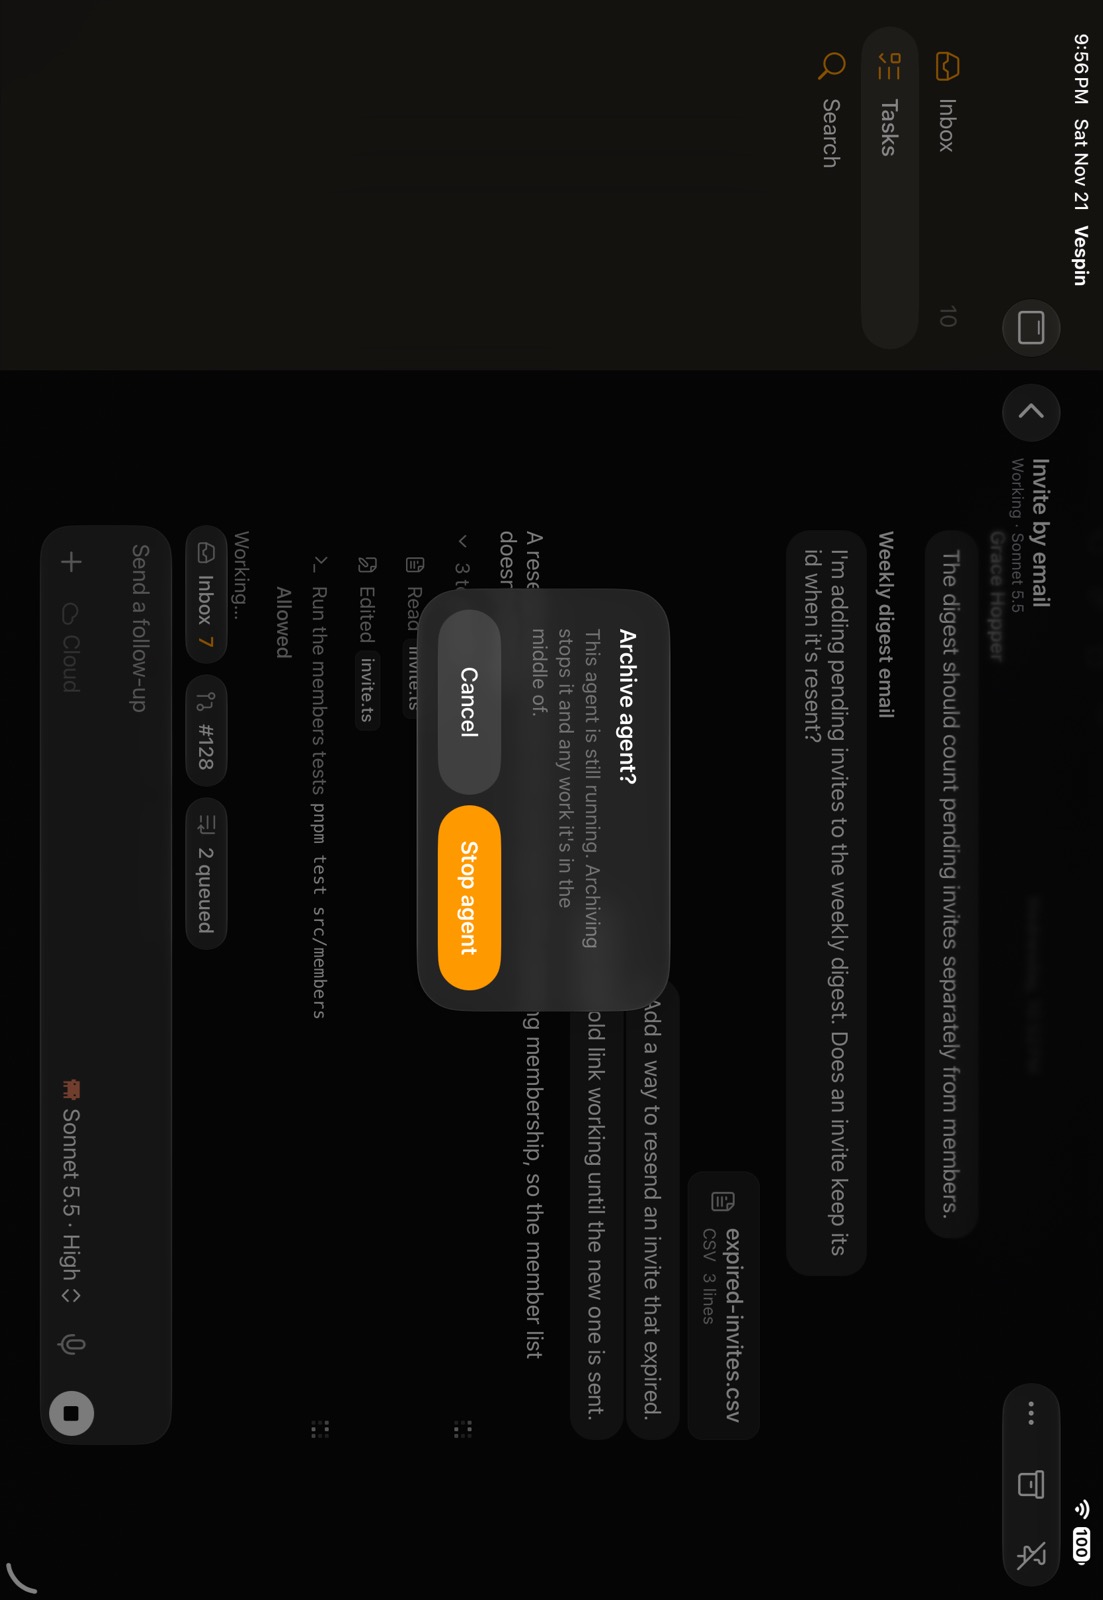 9:56 PM Sat Nov 21 Vespin
100
Inbox 10
Tasks
Search
Invite by email
Working · Sonnet 5.5
Grace Hopper
The digest should count pending invites separately from members.
Weekly digest email
I'm adding pending invites to the weekly digest. Does an invite keep its
id when it's resent?
expired-invites.csv
CSV 3 lines
Add a way to resend an invite that expired.
old link working until the new one is sent.
Archive agent?
This agent is still running. Archiving
stops it and any work it's in the
middle of.
Cancel
Stop agent
A
membership, so the member list
3
Read invite.ts
Edited invite.ts
Run the members tests pnpm test src/members
Allowed
Working...
Inbox 7
#128
2 queued
Send a follow-up
Cloud
Sonnet 5.5 · High